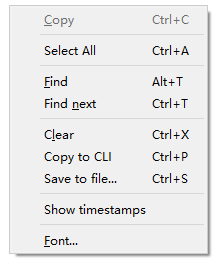 Copy Ctrl+C
Select All Ctrl+A
Find Alt+T
Find next Ctrl+T
Clear Ctrl+X
Copy to CLI Ctrl+P
Save to file... Ctrl+S
Show timestamps
Font...